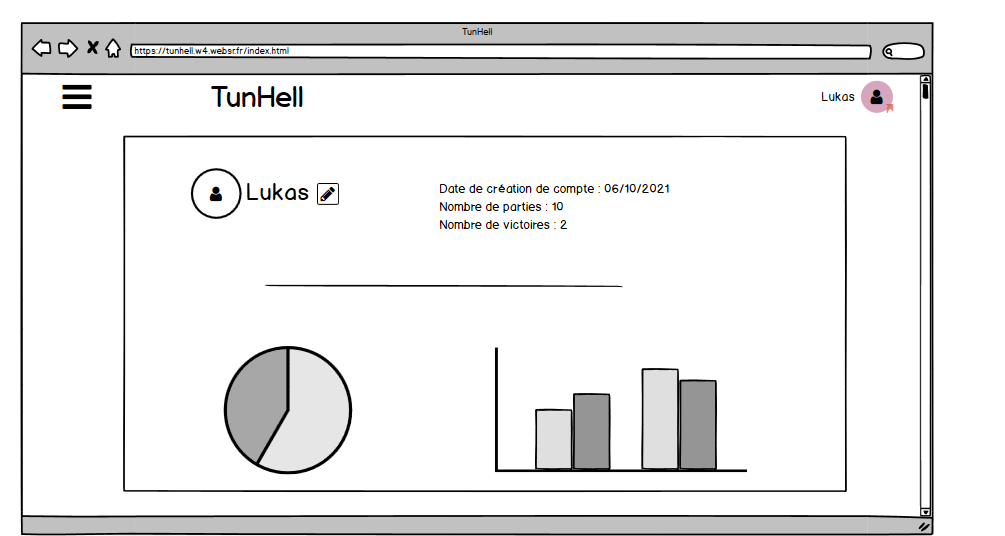 TunHell
https://tunhell.w4.websr.fr/index.html
TunHell
Lukas
Lukas
Date de création de compte : 06/10/2021
Nombre de parties : 10
Nombre de victoires : 2